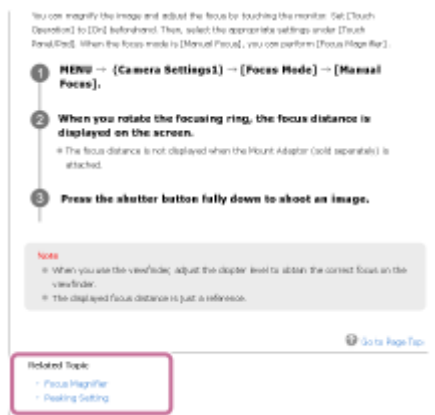 You can magnify the image and adjust the focus by touching the monitor. Set [Touch
Operation] to [On] beforehand. Then, select the appropriate settings under [Touch
Panel/Pad]. When the focus mode is [Manual Focus], you can perform [Focus Magnifier].
1 MENU → (Camera Settings1) → [Focus Mode] → [Manual
Focus].
2 When you rotate the focusing ring, the focus distance is
displayed on the screen.
The focus distance is not displayed when the Mount Adaptor (sold separately) is
attached.
3 Press the shutter button fully down to shoot an image.
Note
When you use the viewfinder, adjust the diopter level to obtain the correct focus on the
viewfinder.
The displayed focus distance is just a reference.
Go to Page Top
Related Topic
Focus Magnifier
Peaking Setting